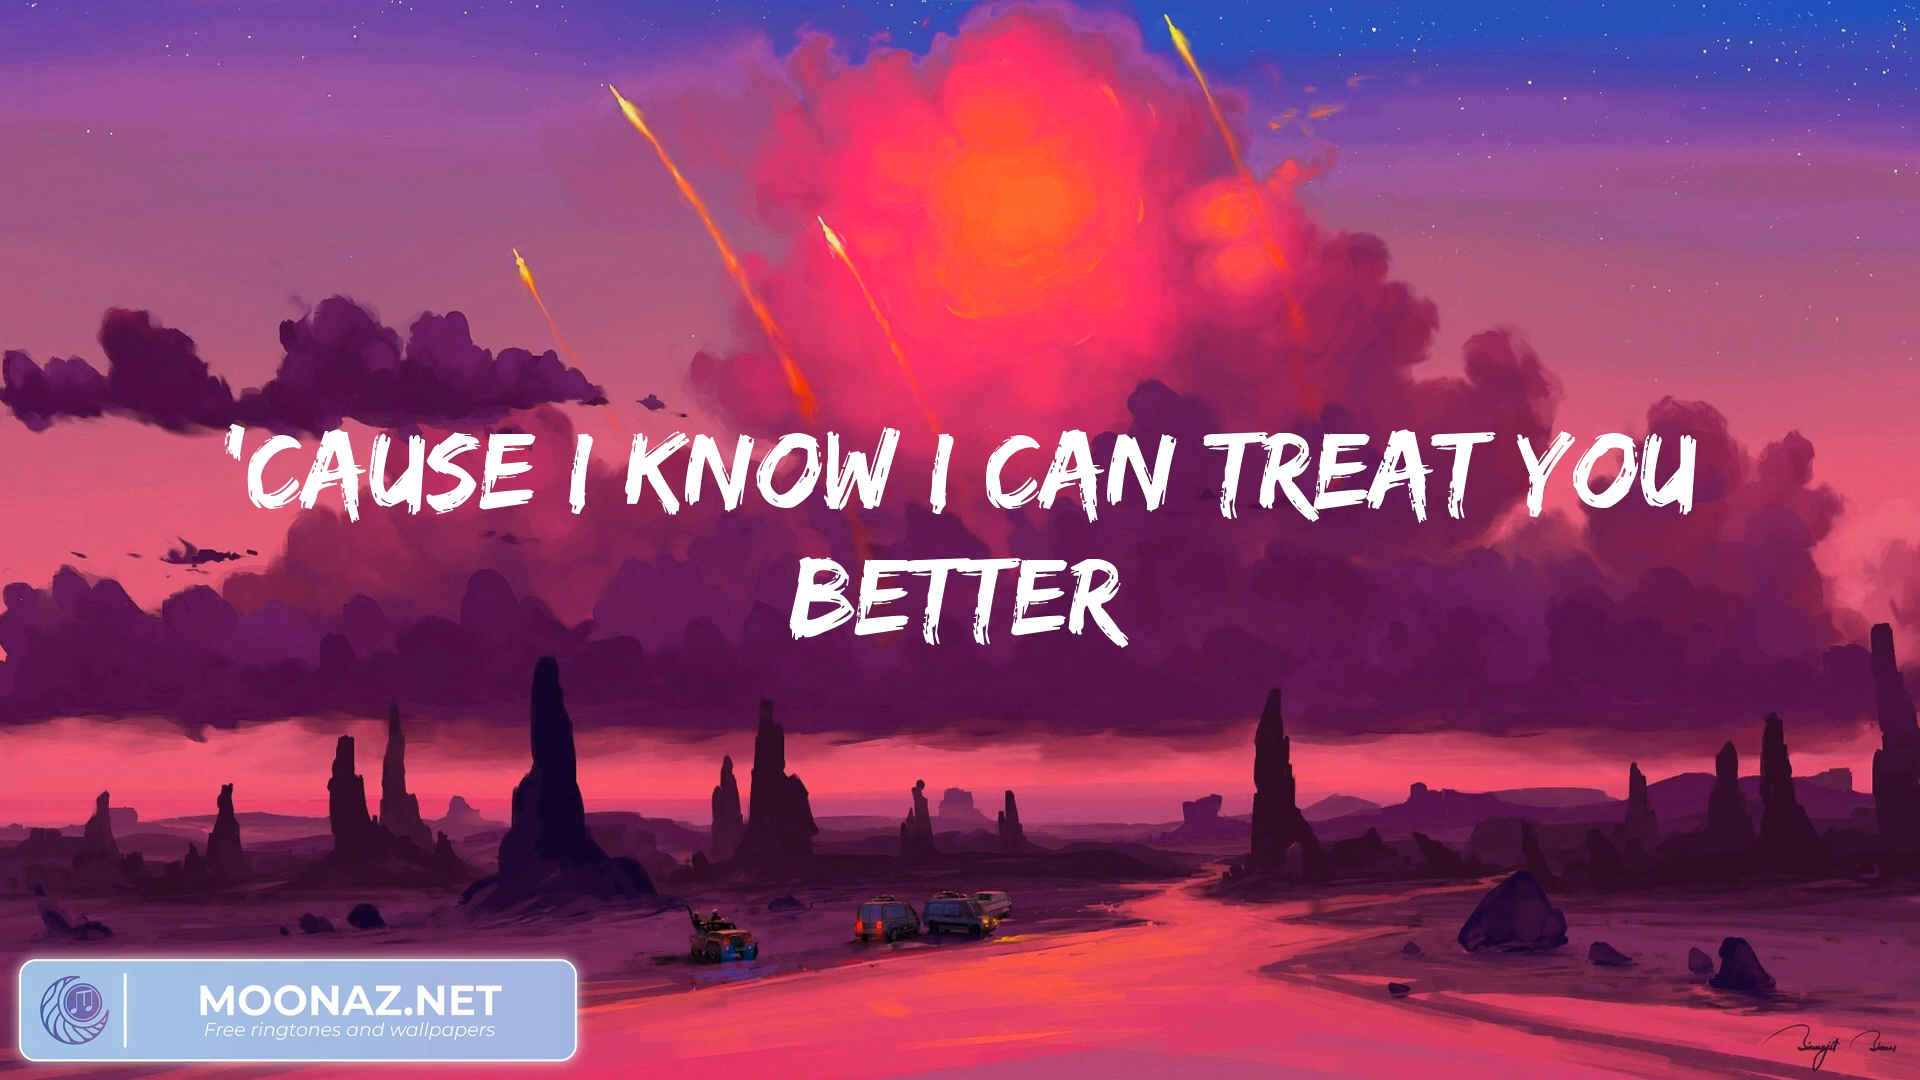 'CAUSE I KNOW I CAN TREAT YOU
BETTER
MOONAZ.NET
Free ringtones and wallpapers